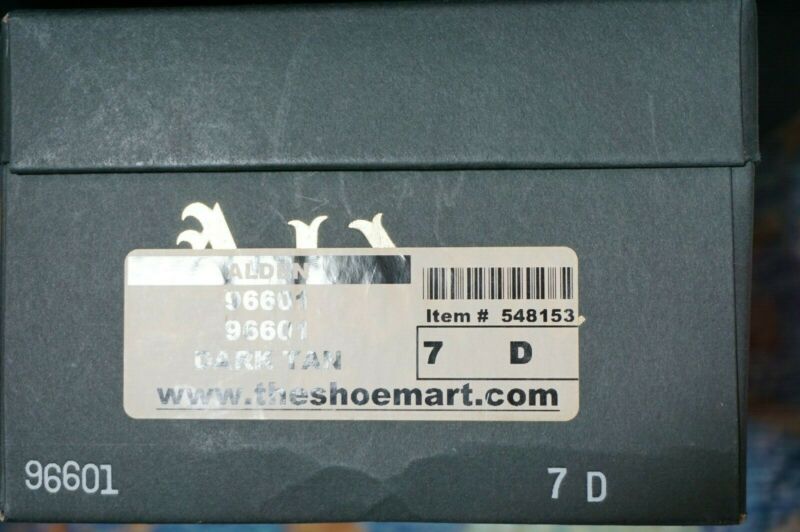 ALDEN
96601
96601
DARK TAN
Item # 548153
7 D
www.theshoemart.com
96601 7 D